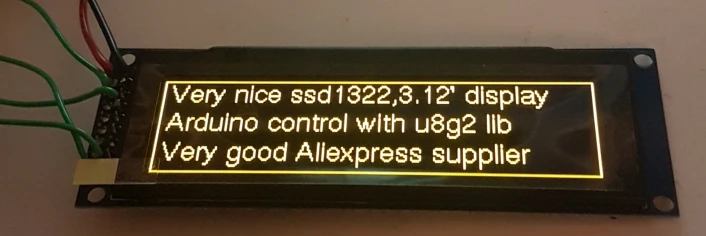 Very nice ssd1322,3.12' display
Arduino control with u8g2 lib
Very good Aliexpress supplier